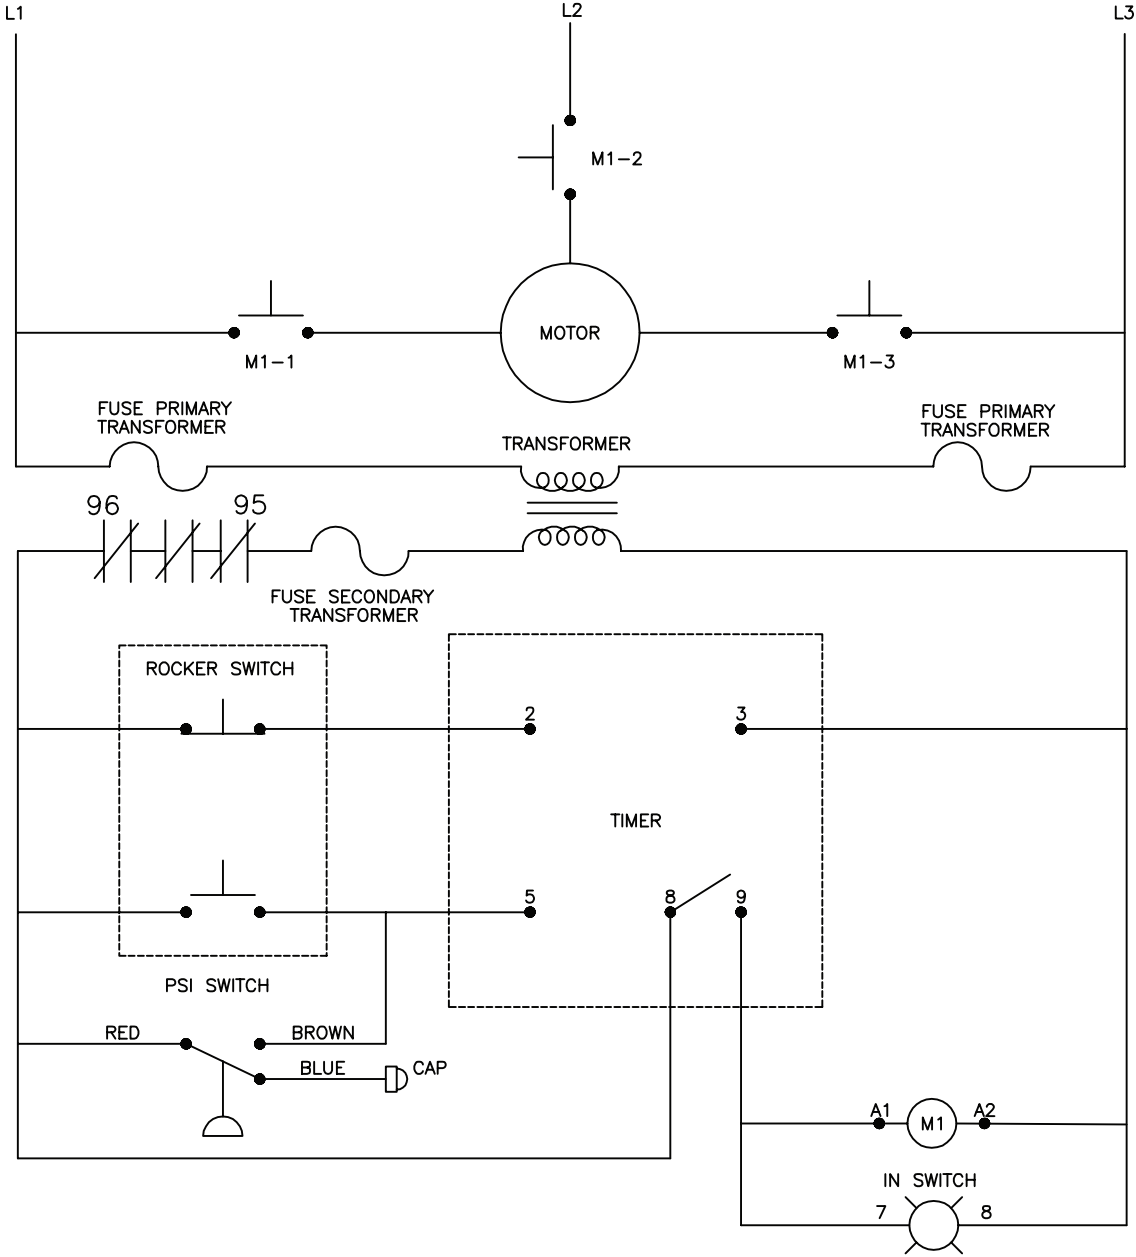 L1
L2
L3
M1-2
MOTOR
M1-1
M1-3
FUSE PRIMARY
TRANSFORMER
TRANSFORMER
FUSE PRIMARY
TRANSFORMER
96
95
FUSE SECONDARY
TRANSFORMER
ROCKER SWITCH
2
3
TIMER
5
8
9
PSI SWITCH
RED
BROWN
BLUE
CAP
A1
M1
A2
IN SWITCH
7
8